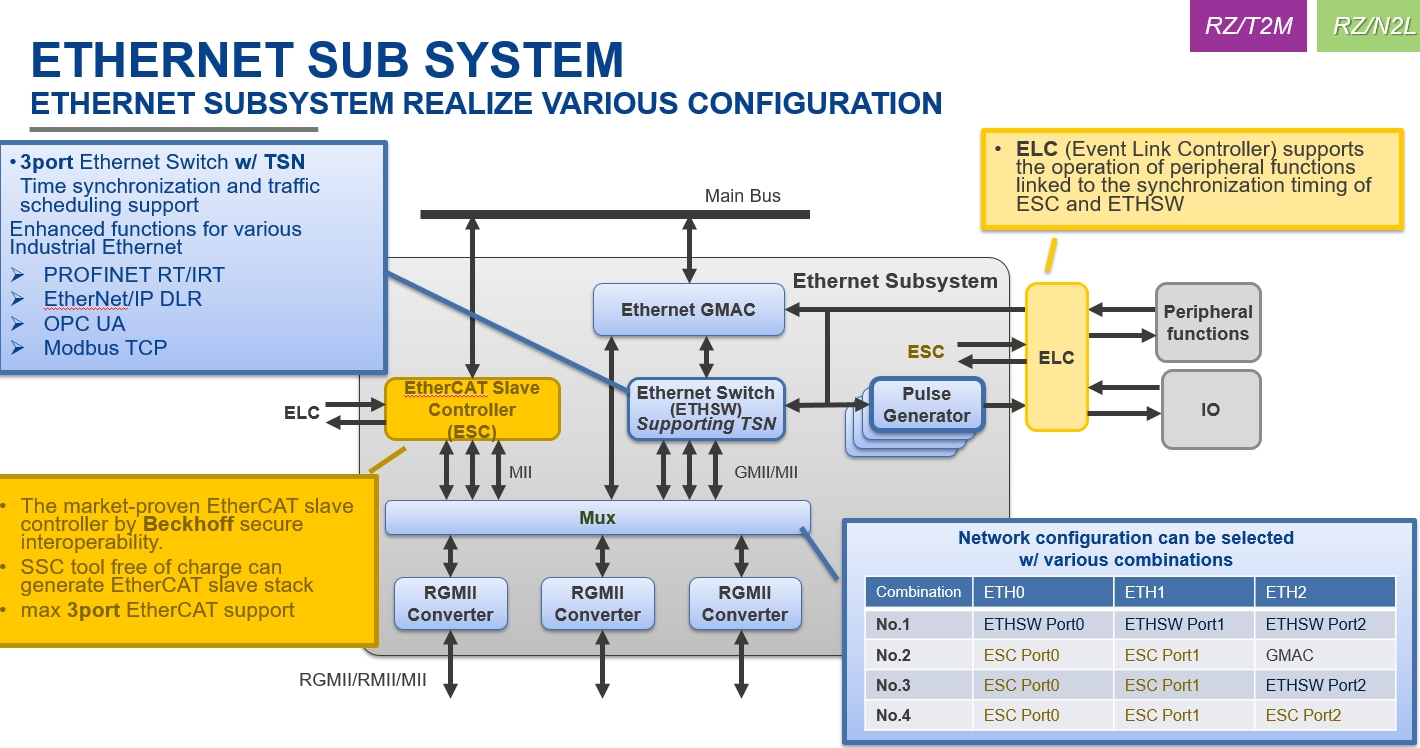 RZ/T2M
RZ/N2L
ETHERNET SUB SYSTEM
ETHERNET SUBSYSTEM REALIZE VARIOUS CONFIGURATION
• 3port Ethernet Switch w/ TSN
Time synchronization and traffic
scheduling support
Enhanced functions for various
Industrial Ethernet
➢ PROFINET RT/IRT
➢ EtherNet/IP DLR
➢ OPC UA
➢ Modbus TCP
• ELC (Event Link Controller) supports
the operation of peripheral functions
linked to the synchronization timing of
ESC and ETHSW
Main Bus
Ethernet Subsystem
Ethernet GMAC
Peripheral
functions
ESC
ELC
EtherCAT Slave
Controller
(ESC)
Ethernet Switch
(ETHSW)
Supporting TSN
Pulse
Generator
ELC
IO
MII
GMII/MII
• The market-proven EtherCAT slave
controller by Beckhoff secure
interoperability.
• SSC tool free of charge can
generate EtherCAT slave stack
• max 3port EtherCAT support
Mux
RGMII
Converter
RGMII
Converter
RGMII
Converter
RGMII/RMII/MII
Network configuration can be selected
w/ various combinations
Combination ETH0 ETH1 ETH2
No.1 ETHSW Port0 ETHSW Port1 ETHSW Port2
No.2 ESC Port0 ESC Port1 GMAC
No.3 ESC Port0 ESC Port1 ETHSW Port2
No.4 ESC Port0 ESC Port1 ESC Port2